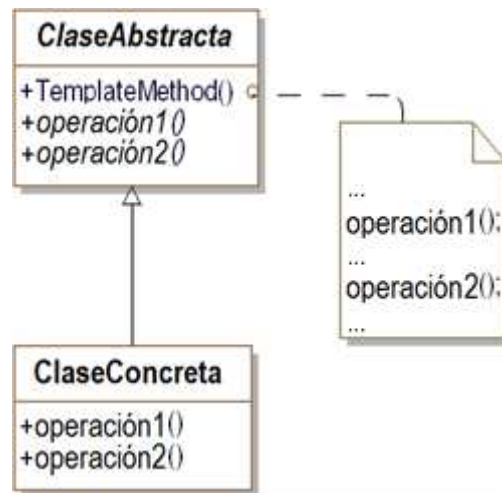 ClaseAbstracta
+TemplateMethod()
+operación1()
+operación2()
...
operación1();
...
operación2();
...
ClaseConcreta
+operación1()
+operación2()